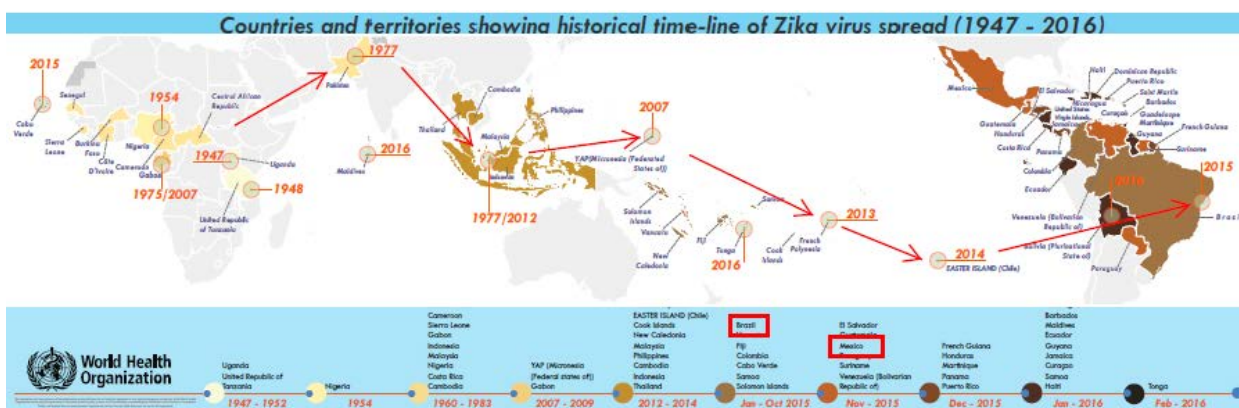 Countries and territories showing historical time-line of Zika virus spread (1947 - 2016)
2015
Cabo
Verde
Senegal
Sierra
Leone
Burkina
Faso
Côte
D'Ivoire
1954
Nigeria
Cameroon
Gabon
1975/2007
Central African
Republic
1947
Uganda
1948
United Republic
of Tanzania
1977
Pakistan
2016
Maldives
Cambodia
Thailand
Malaysia
Philippines
Indonesia
1977/2012
2007
YAP(Micronesia (Federated
States of))
Solomon
Islands
Vanuatu
New
Caledonia
Fiji
Samoa
Tonga
2016
Cook
Islands
2013
French
Polynesia
2014
EASTER ISLAND (Chile)
Mexico
Guatemala
Honduras
Costa Rica
El Salvador
Nicaragua
United States
Virgin Islands
Jamaica
Panama
Haiti
Dominican Republic
Puerto Rico
Saint Martin
Barbados
Curaçao
Guadeloupe
Martinique
Guyana
French Guiana
Suriname
Colombia
Ecuador
Venezuela (Bolivarian
Republic of)
Bolivia (Plurinational
State of)
Paraguay
2016
2015
Brasil
World Health
Organization
Uganda
United Republic of
Tanzania
1947 - 1952
Nigeria
1954
Cameroon
Sierra Leone
Gabon
Indonesia
Malaysia
Nigeria
Costa Rica
Cambodia
1960 - 1983
YAP (Micronesia
(Federal states of))
Gabon
2007 - 2009
EASTER ISLAND (Chile)
Cook Islands
New Caledonia
Malaysia
Philippines
Cambodia
Indonesia
Thailand
2012 - 2014
Brazil
Fiji
Colombia
Cabo Verde
Samoa
Solomon Islands
Jan - Oct 2015
El Salvador
Guatemala
Mexico
Paraguay
Suriname
Venezuela (Bolivarian
Republic of)
Nov - 2015
French Guiana
Honduras
Martinique
Panama
Puerto Rico
Dec - 2015
Barbados
Maldives
Ecuador
Guyana
Jamaica
Curaçao
Samoa
Haiti
Jan - 2016
Tonga
Feb - 2016